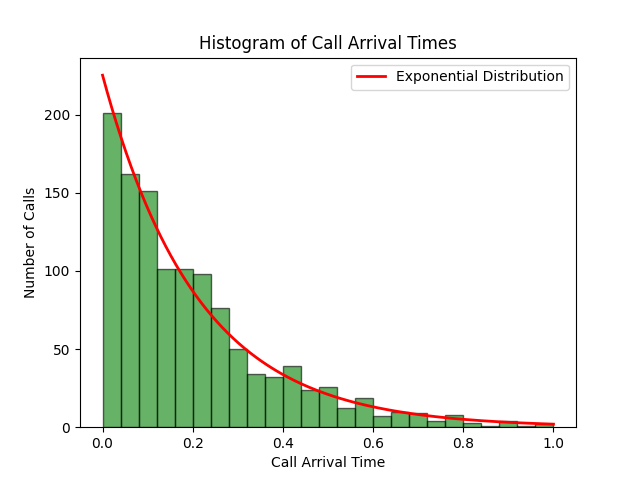 Histogram of Call Arrival Times
Exponential Distribution
Number of Calls
200
150
100
50
0
0.0 0.2 0.4 0.6 0.8 1.0
Call Arrival Time